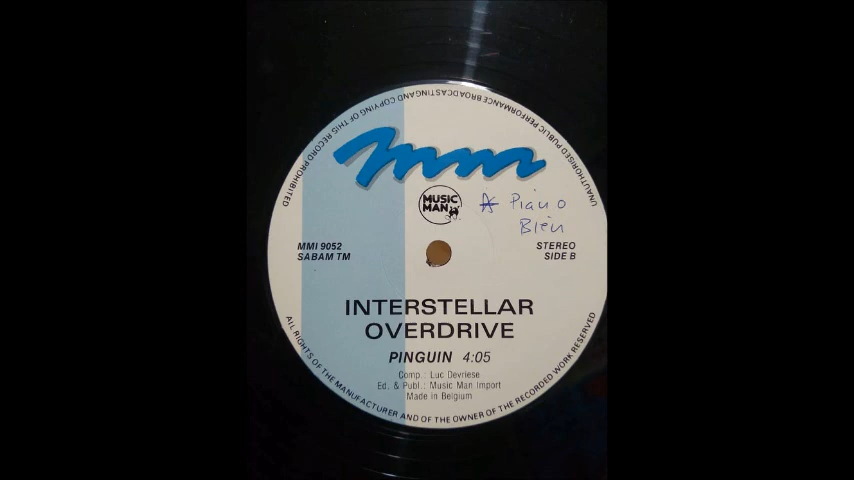 UNAUTHORISED PUBLIC PERFORMANCE BROADCASTING AND COPYING OF THIS RECORD PROHIBITED
mm
MUSIC
MAN
Piano
Bien
MMI 9052
SABAM TM
STEREO
SIDE B
INTERSTELLAR
OVERDRIVE
PINGUIN 4:05
Comp.: Luc Devriese
Ed. & Publ.: Music Man Import
Made in Belgium
ALL RIGHTS OF THE MANUFACTURER AND OF THE OWNER OF THE RECORDED WORK RESERVED